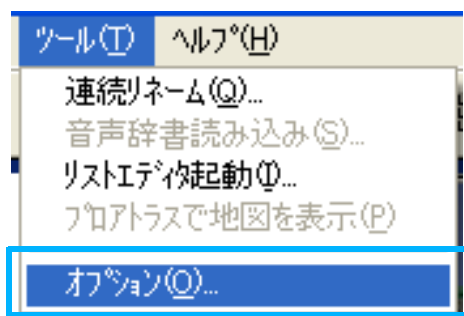 ツール(T) ヘルプ(H)
連続リネーム(Q)...
音声辞書読み込み(S)...
リストエディタ起動(I)...
プロアトラスで地図を表示(P)
オプション(O)...